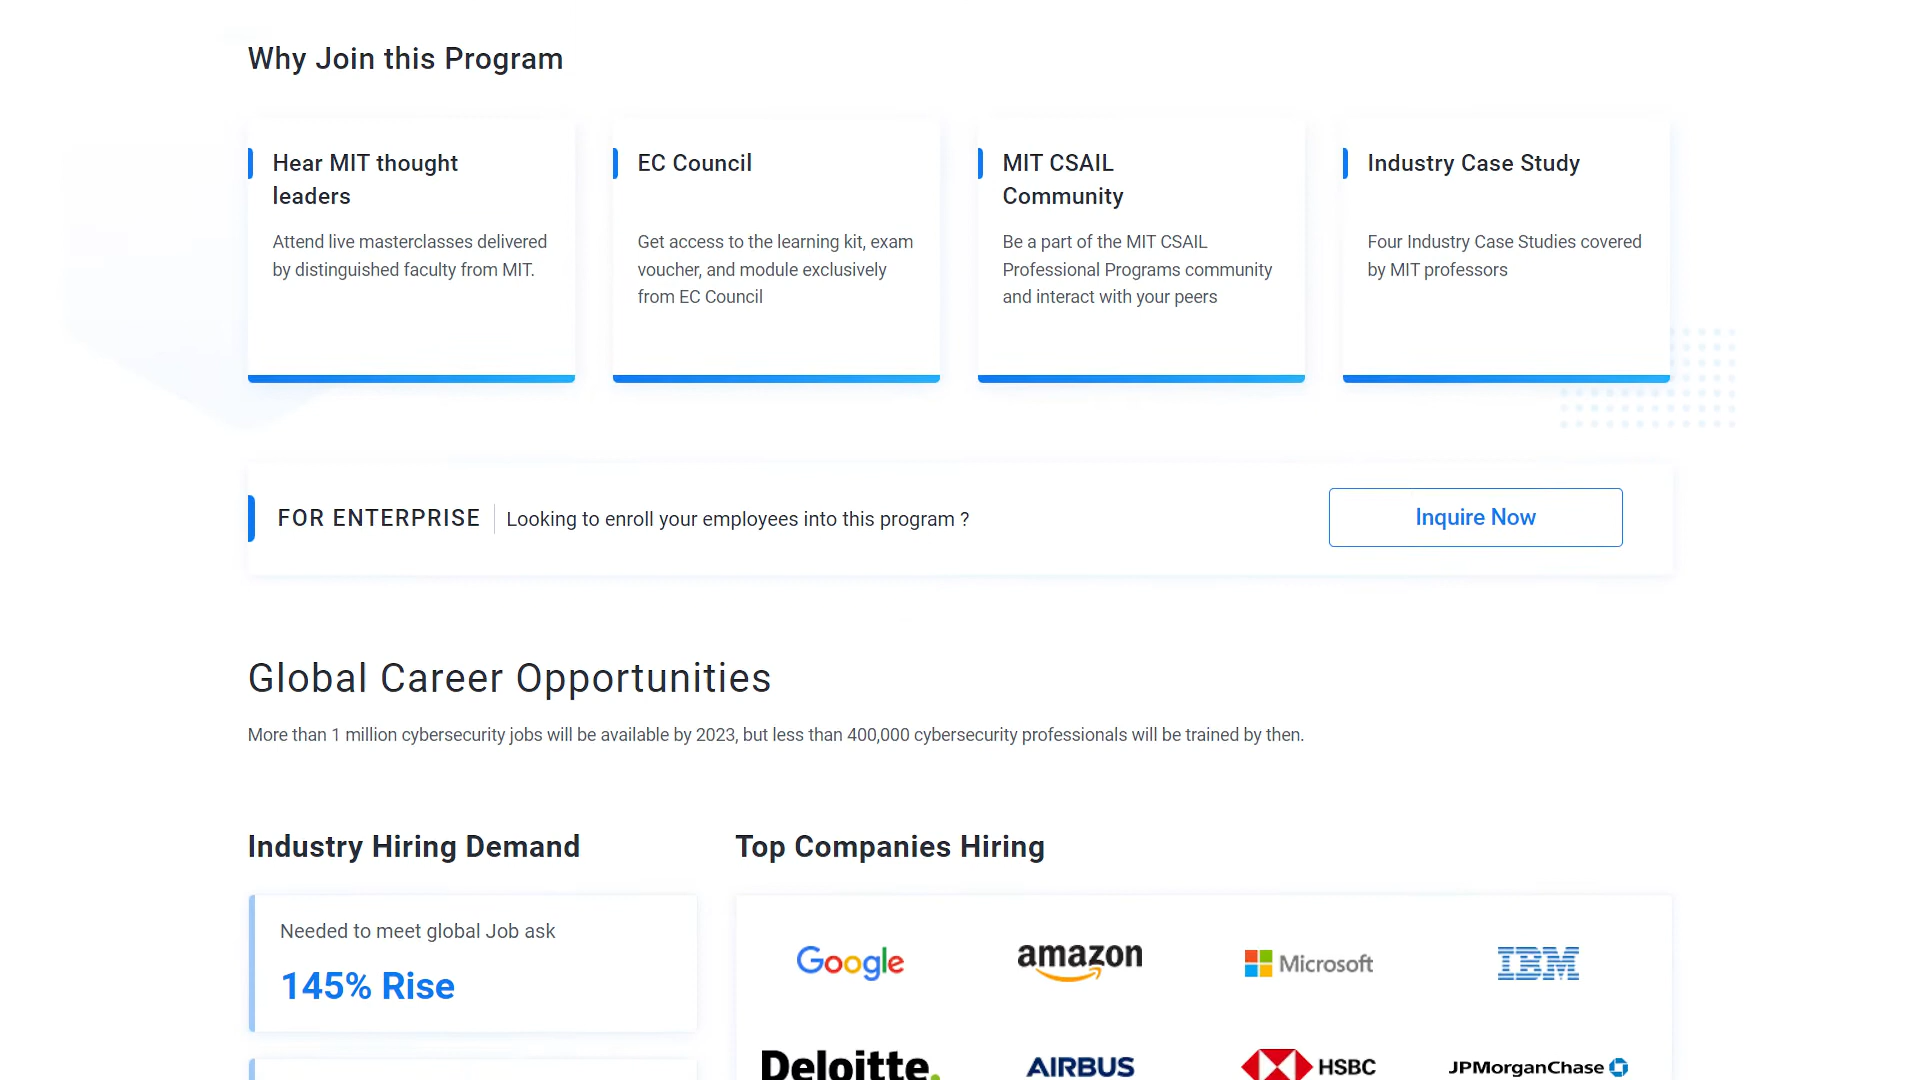 Why Join this Program
Hear MIT thought
leaders
Attend live masterclasses delivered
by distinguished faculty from MIT.
EC Council
Get access to the learning kit, exam
voucher, and module exclusively
from EC Council
MIT CSAIL
Community
Be a part of the MIT CSAIL
Professional Programs community
and interact with your peers
Industry Case Study
Four Industry Case Studies covered
by MIT professors
FOR ENTERPRISE
Looking to enroll your employees into this program ?
Inquire Now
Global Career Opportunities
More than 1 million cybersecurity jobs will be available by 2023, but less than 400,000 cybersecurity professionals will be trained by then.
Industry Hiring Demand
Needed to meet global Job ask
145% Rise
Top Companies Hiring
Google
amazon
Microsoft
IBM
Deloitte.
AIRBUS
HSBC
JPMorganChase